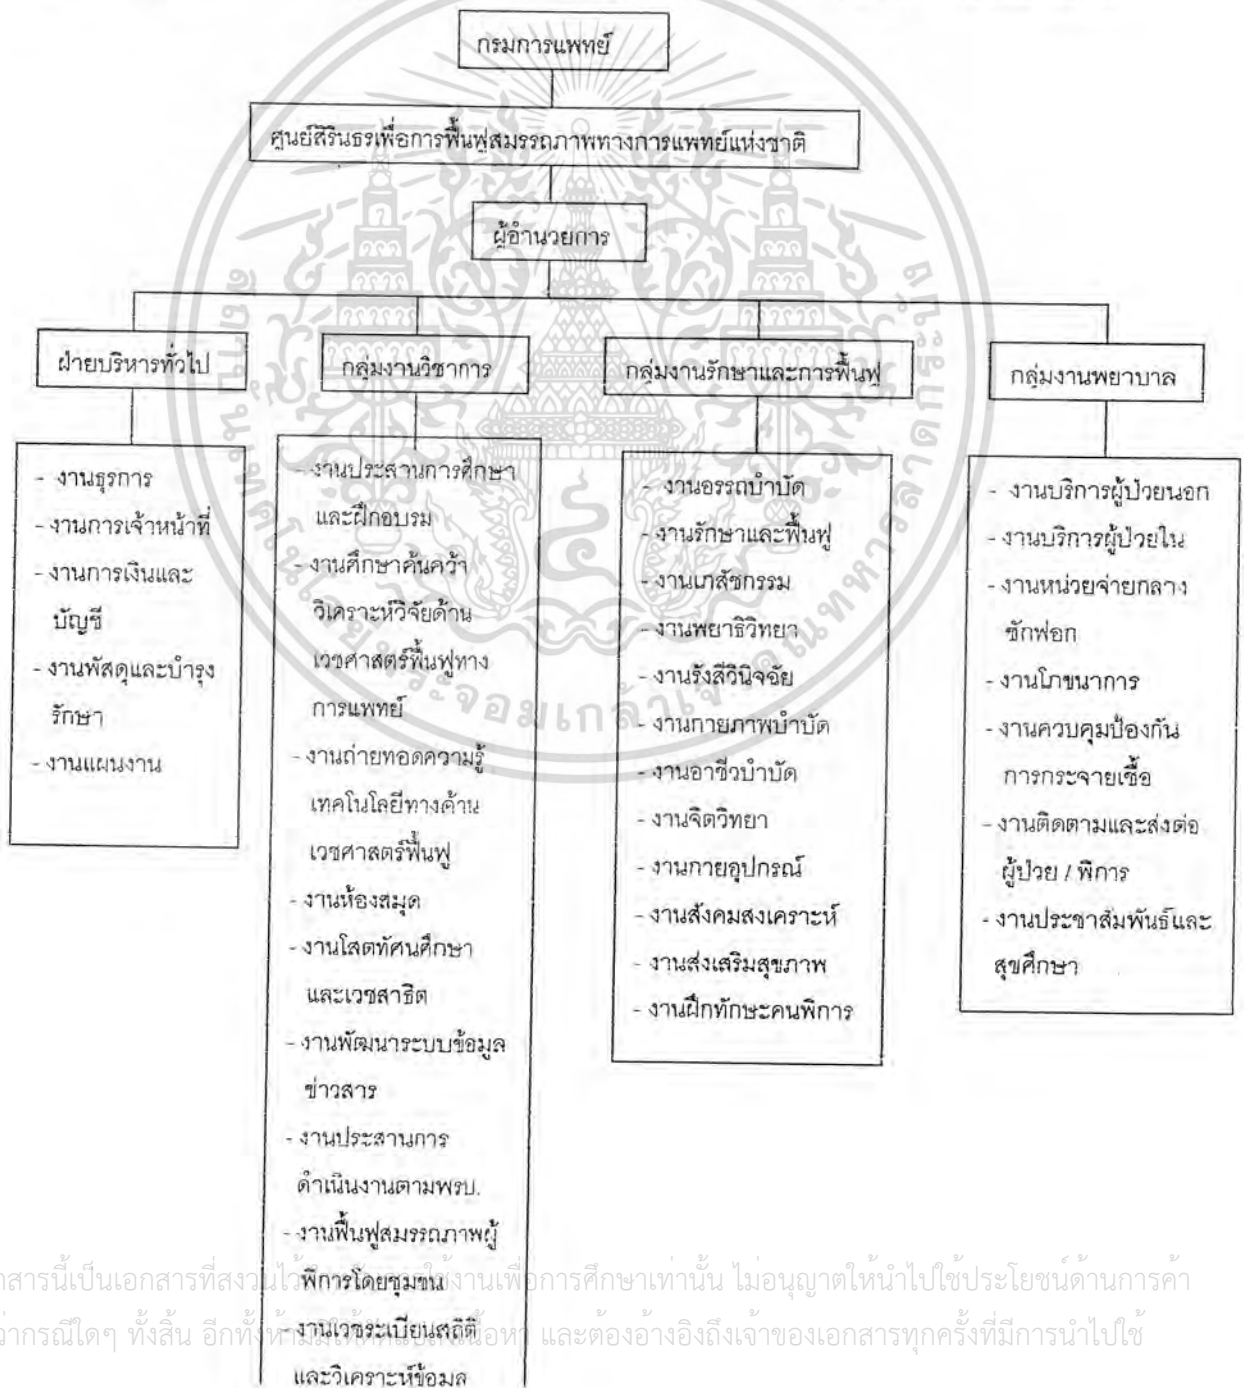 กรมการแพทย์
ศูนย์สิรินธรเพื่อการฟื้นฟูสมรรถภาพทางการแพทย์แห่งชาติ
ผู้อำนวยการ
ฝ่ายบริหารทั่วไป
- งานธุรการ
- งานการเจ้าหน้าที่
- งานการเงินและ
บัญชี
- งานพัสดุและบำรุง
รักษา
- งานแผนงาน
กลุ่มงานวิชาการ
- งานประสานการศึกษา
และฝึกอบรม
- งานศึกษาค้นคว้า
วิเคราะห์วิจัยด้าน
เวชศาสตร์ฟื้นฟูทาง
การแพทย์
- งานถ่ายทอดความรู้
เทคโนโลยีทางด้าน
เวชศาสตร์ฟื้นฟู
- งานห้องสมุด
- งานโสตทัศนศึกษา
และเวชสาธิต
- งานพัฒนาระบบข้อมูล
ข่าวสาร
- งานประสานการ
ดำเนินงานตามพรบ.
- งานฟื้นฟูสมรรถภาพผู้
พิการโดยชุมชน
- งานเวชระเบียนสถิติ
และวิเคราะห์ข้อมูล
กลุ่มงานรักษาและการฟื้นฟู
- งานอรรถบำบัด
- งานรักษาและฟื้นฟู
- งานเภสัชกรรม
- งานพยาธิวิทยา
- งานรังสีวินิจฉัย
- งานกายภาพบำบัด
- งานอาชีวบำบัด
- งานจิตวิทยา
- งานกายอุปกรณ์
- งานสังคมสงเคราะห์
- งานส่งเสริมสุขภาพ
- งานฝึกทักษะคนพิการ
กลุ่มงานพยาบาล
- งานบริการผู้ป่วยนอก
- งานบริการผู้ป่วยใน
- งานหน่วยจ่ายกลาง
ซักฟอก
- งานโภชนาการ
- งานควบคุมป้องกัน
การกระจายเชื้อ
- งานติดตามและส่งต่อ
ผู้ป่วย / พิการ
- งานประชาสัมพันธ์และ
สุขศึกษา
สถาบันเทคโนโลยีพระจอมเกล้าเจ้าคุณทหารลาดกระบัง
กสารนี้เป็นเอกสารที่สงวนไว้ ใช้งานเพื่อการศึกษาเท่านั้น ไม่อนุญาตให้นำไปใช้ประโยชน์ด้านการค้า
ว่ากรณีใดๆ ทั้งสิ้น อีกทั้ง และต้องอ้างอิงถึงเจ้าของเอกสารทุกครั้งที่มีการนำไปใช้